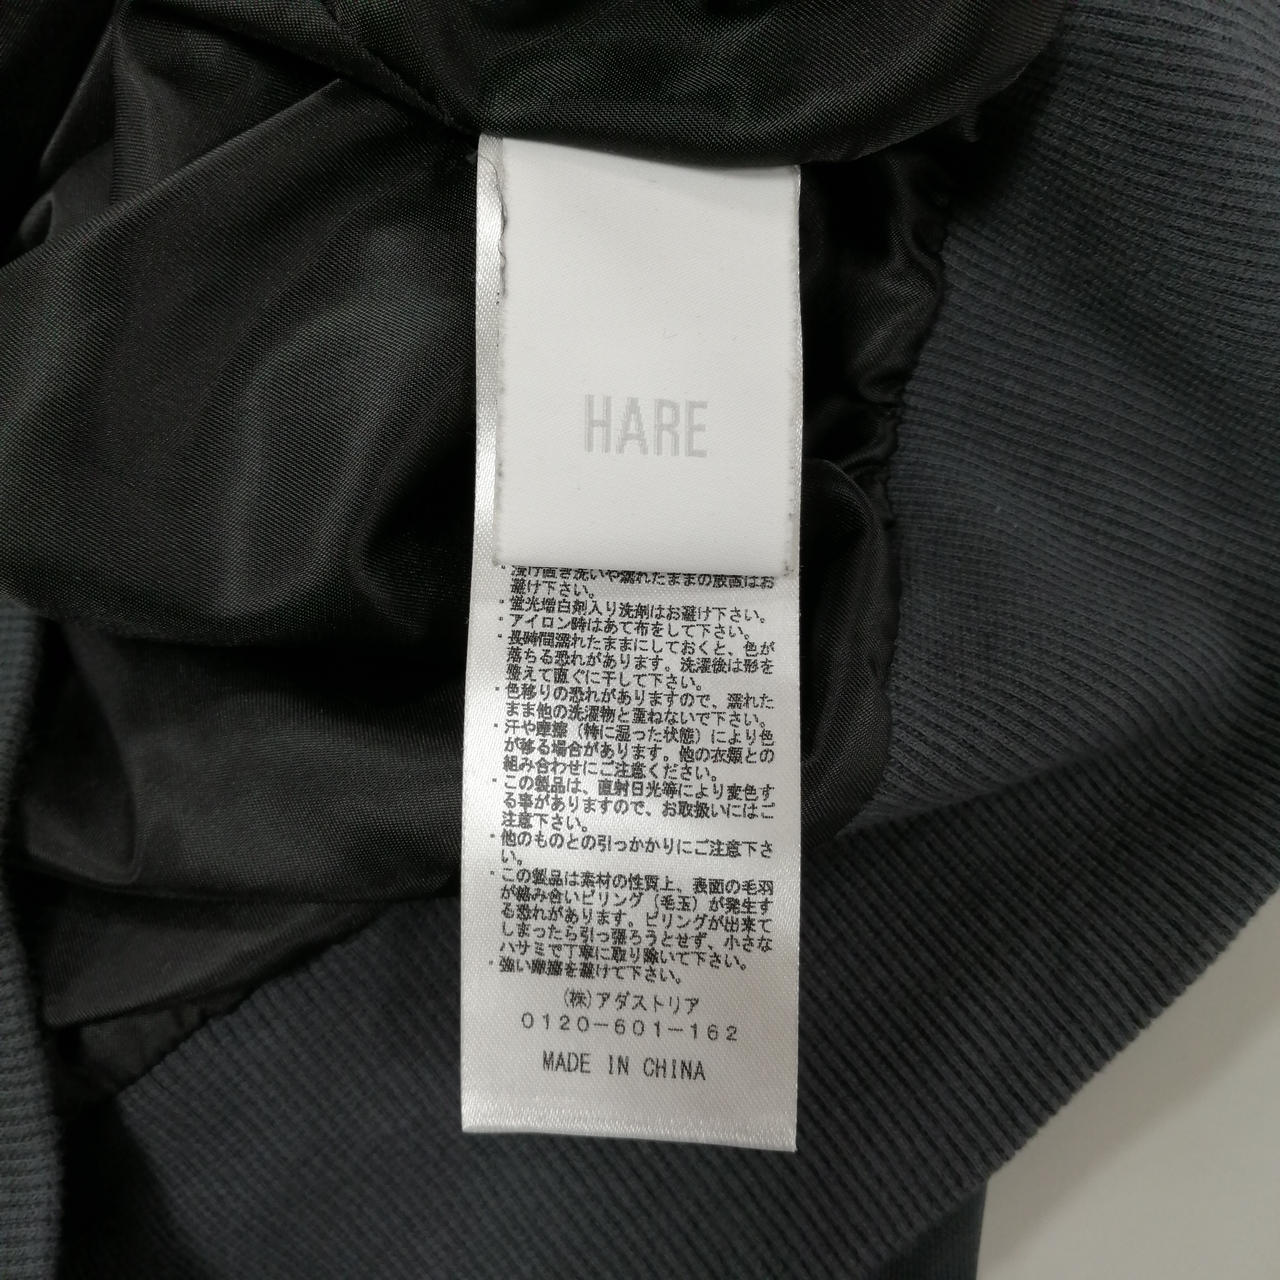 HARE
・漬け置き洗いや濡れたままの放置はお
避け下さい。
・蛍光増白剤入り洗剤はお避け下さい。
・アイロン時はあて布をして下さい。
・長時間濡れたままにしておくと、色が
落ちる恐れがあります。洗濯後は形を
整えて直ぐに干して下さい。
・色移りの恐れがありますので、濡れた
まま他の洗濯物と重ねないで下さい。
・汗や摩擦（特に湿った状態）により色
が移る場合があります。他の衣類との
組み合わせにご注意ください。
・この製品は、直射日光等により変色す
る事がありますので、お取扱いにはご
注意下さい。
・他のものとの引っかかりにご注意下さ
い。
・この製品は素材の性質上、表面の毛羽
が絡み合いピリング（毛玉）が発生す
る恐れがあります。ピリングが出来て
しまったら引っ張ろうとせず、小さな
ハサミで丁寧に取り除いて下さい。
・強い摩擦を避けて下さい。
(株)アダストリア
0120-601-162
MADE IN CHINA